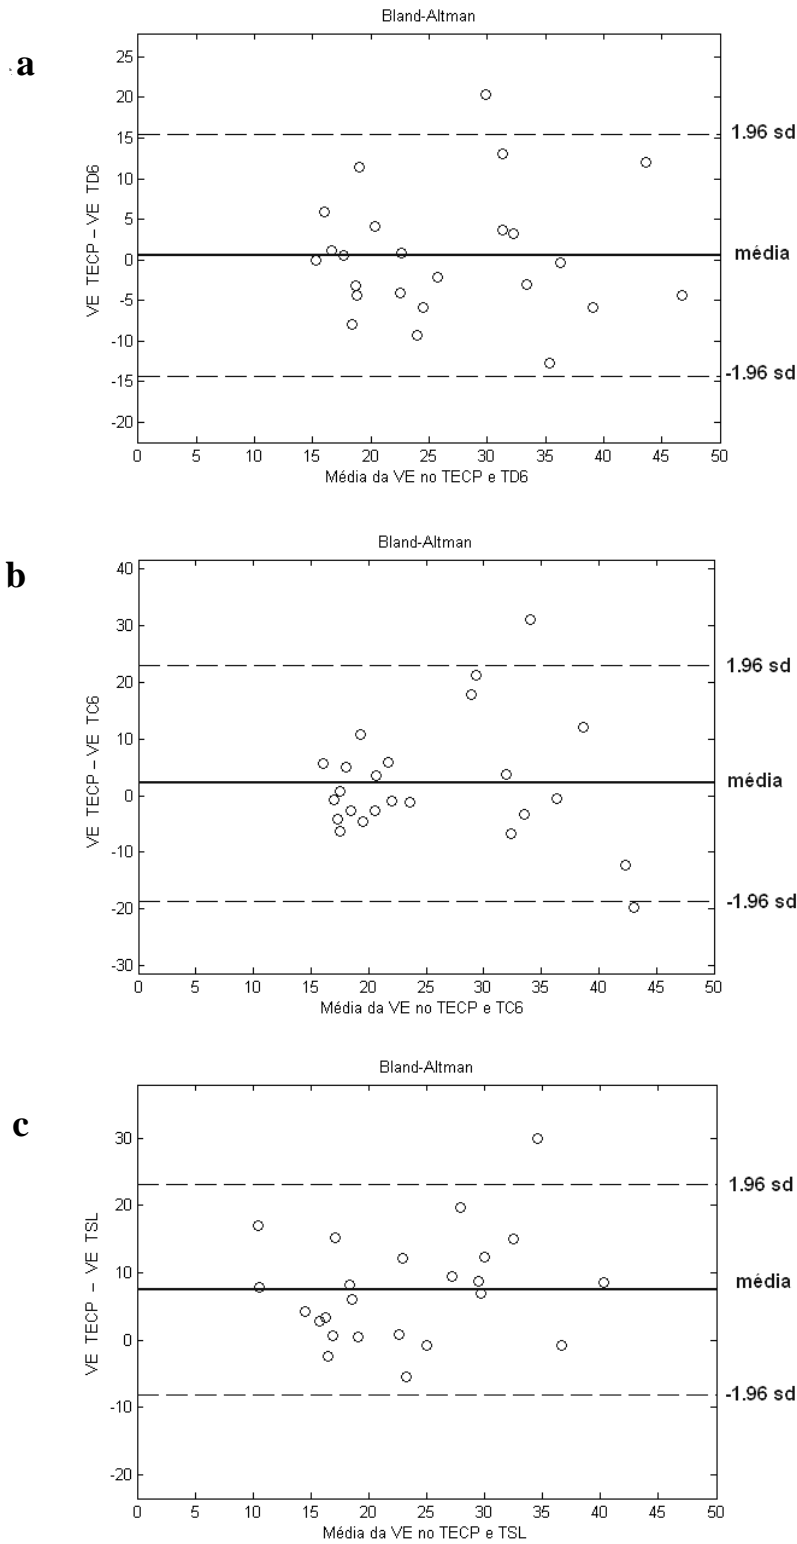 Bland-Altman
a
25
20
15
10
5
0
-5
-10
-15
-20
VE TECP – VE TD6
1.96 sd
média
-1.96 sd
0 5 10 15 20 25 30 35 40 45 50
Média da VE no TECP e TD6
Bland-Altman
b
40
30
20
10
0
-10
-20
-30
VE TECP – VE TC6
1.96 sd
média
-1.96 sd
0 5 10 15 20 25 30 35 40 45 50
Média da VE no TECP e TC6
Bland-Altman
c
30
20
10
0
-10
-20
VE TECP – VE TSL
1.96 sd
média
-1.96 sd
0 5 10 15 20 25 30 35 40 45 50
Média da VE no TECP e TSL